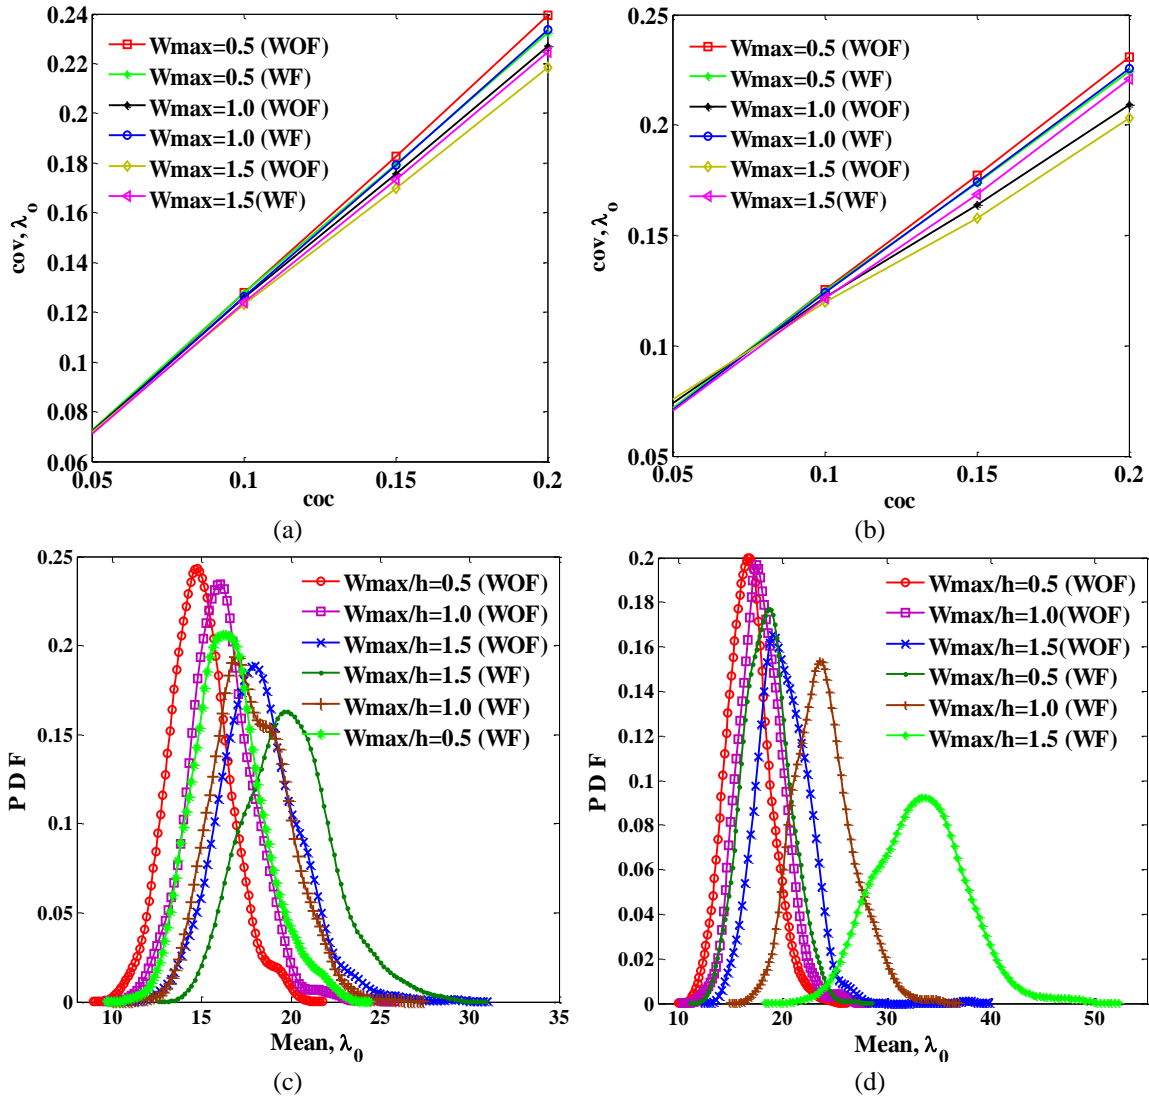 0.24
0.22
0.2
0.18
0.16
0.14
0.12
0.1
0.08
0.06
cov, λo
Wmax=0.5 (WOF)
Wmax=0.5 (WF)
Wmax=1.0 (WOF)
Wmax=1.0 (WF)
Wmax=1.5 (WOF)
Wmax=1.5(WF)
0.05 0.1 0.15 0.2
coc
(a)
0.25
0.2
0.15
0.1
0.05
cov, λo
Wmax=0.5 (WOF)
Wmax=0.5 (WF)
Wmax=1.0 (WOF)
Wmax=1.0 (WF)
Wmax=1.5 (WOF)
Wmax=1.5(WF)
0.05 0.1 0.15 0.2
coc
(b)
0.25
0.2
0.15
0.1
0.05
0
P D F
Wmax/h=0.5 (WOF)
Wmax/h=1.0 (WOF)
Wmax/h=1.5 (WOF)
Wmax/h=1.5 (WF)
Wmax/h=1.0 (WF)
Wmax/h=0.5 (WF)
10 15 20 25 30 35
Mean, λ0
(c)
0.2
0.18
0.16
0.14
0.12
0.1
0.08
0.06
0.04
0.02
0
P D F
Wmax/h=0.5 (WOF)
Wmax/h=1.0(WOF)
Wmax/h=1.5(WOF)
Wmax/h=0.5 (WF)
Wmax/h=1.0 (WF)
Wmax/h=1.5 (WF)
10 20 30 40 50
Mean, λ0
(d)